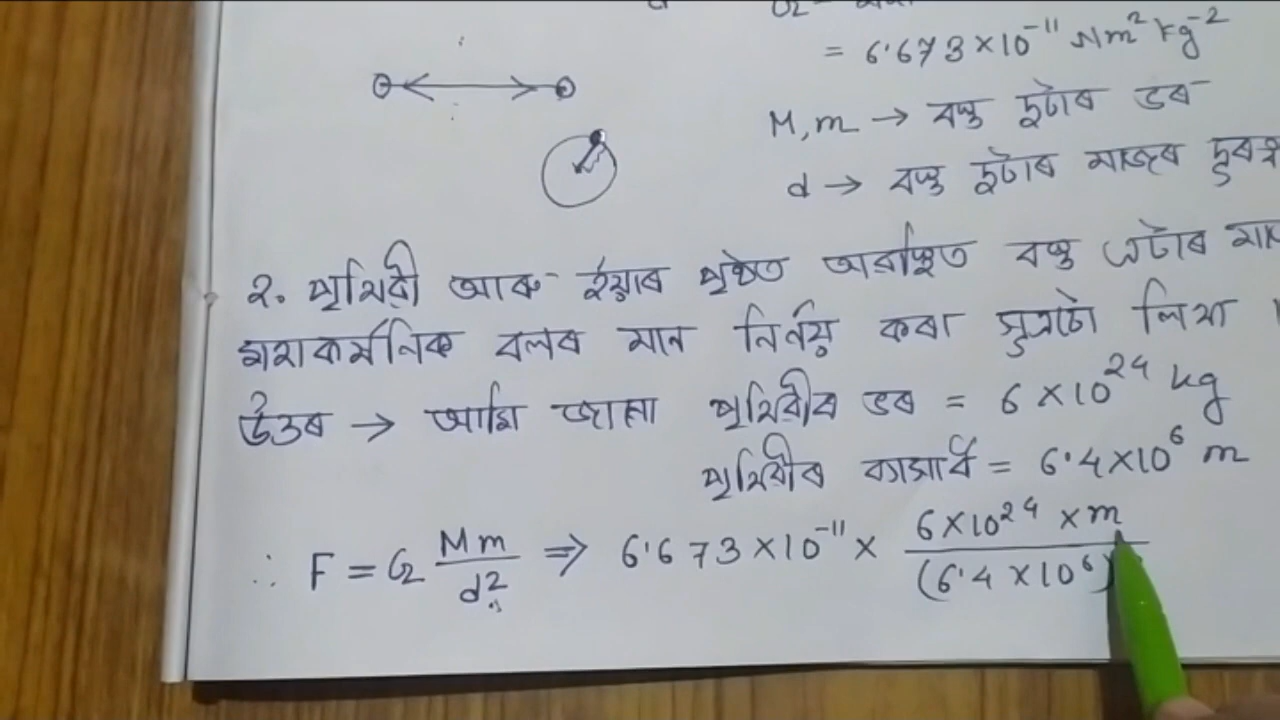 = 6.673 × 10⁻¹¹ Nm² kg⁻²
M, m → বস্তু দুটাৰ ভৰ
d → বস্তু দুটাৰ মাজৰ দূৰত্ব
২. পৃথিৱী আৰু ইয়াৰ পৃষ্ঠত অৱস্থিত বস্তু এটাৰ
মহাকৰ্ষনিক বলৰ মান নিৰ্নয় কৰা সূত্ৰটো লিখা
উত্তৰ → আমি জানো পৃথিৱীৰ ভৰ = 6 × 10²⁴ kg
পৃথিৱীৰ ব্যাসাৰ্ধ = 6.4 × 10⁶ m
∴ F = G Mm/d² ⇒ 6.673 × 10⁻¹¹ × 6 × 10²⁴ × m/(6.4 × 10⁶)